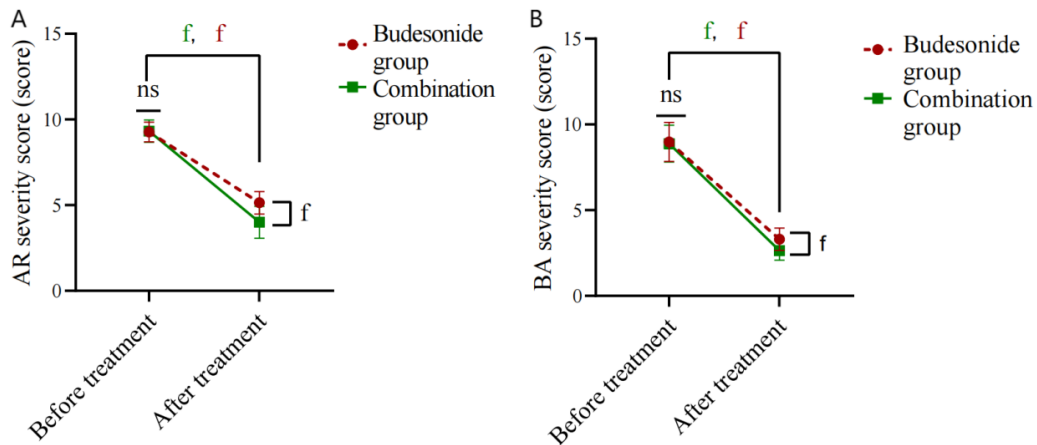 A
AR severity score (score)
15
10
5
0
f, f
ns
f
Budesonide
group
Combination
group
Before treatment
After treatment
B
BA severity score (score)
15
10
5
0
f, f
ns
f
Budesonide
group
Combination
group
Before treatment
After treatment